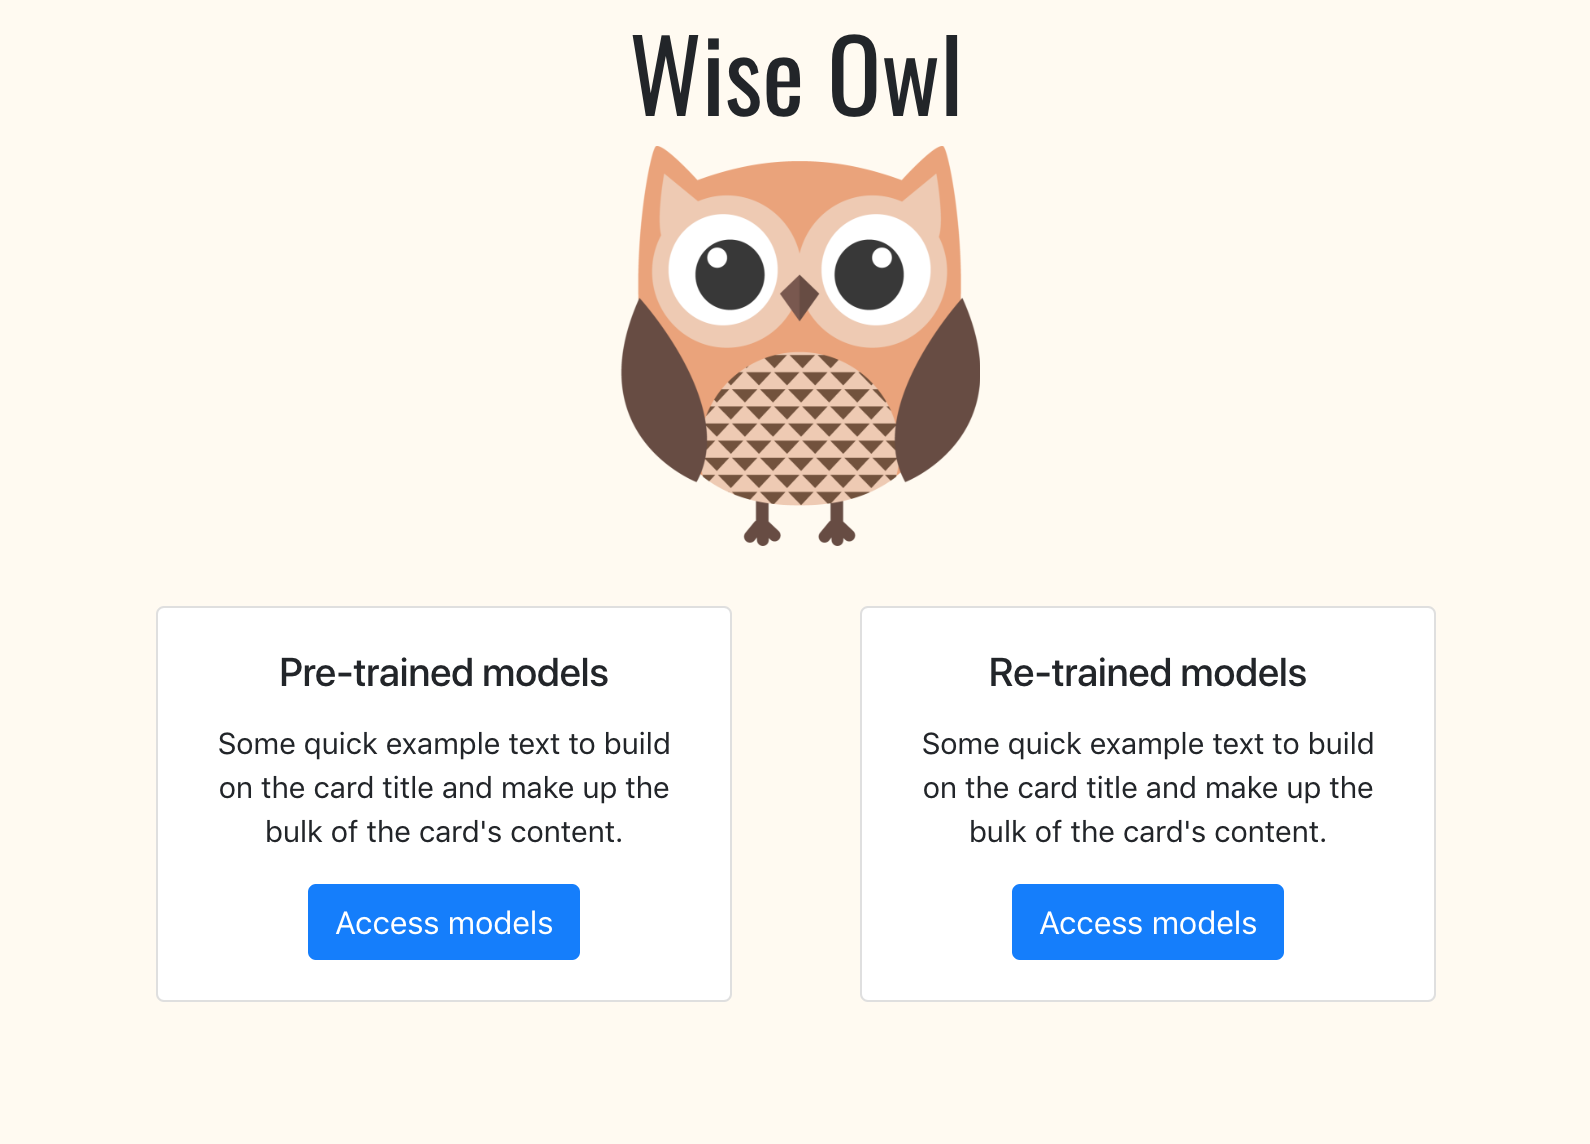 Wise Owl
Pre-trained models
Some quick example text to build
on the card title and make up the
bulk of the card's content.
Access models
Re-trained models
Some quick example text to build
on the card title and make up the
bulk of the card's content.
Access models